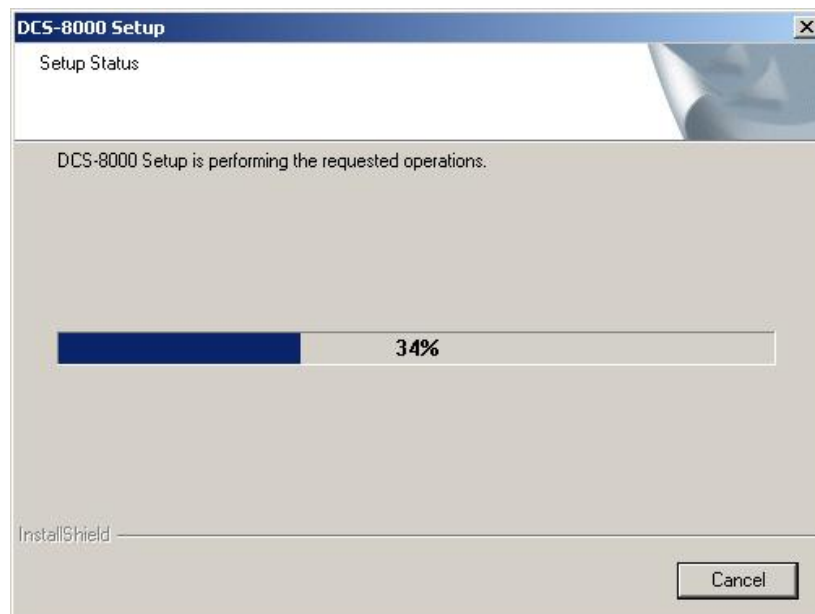 DCS-8000 Setup
Setup Status
DCS-8000 Setup is performing the requested operations.
34%
InstallShield
Cancel